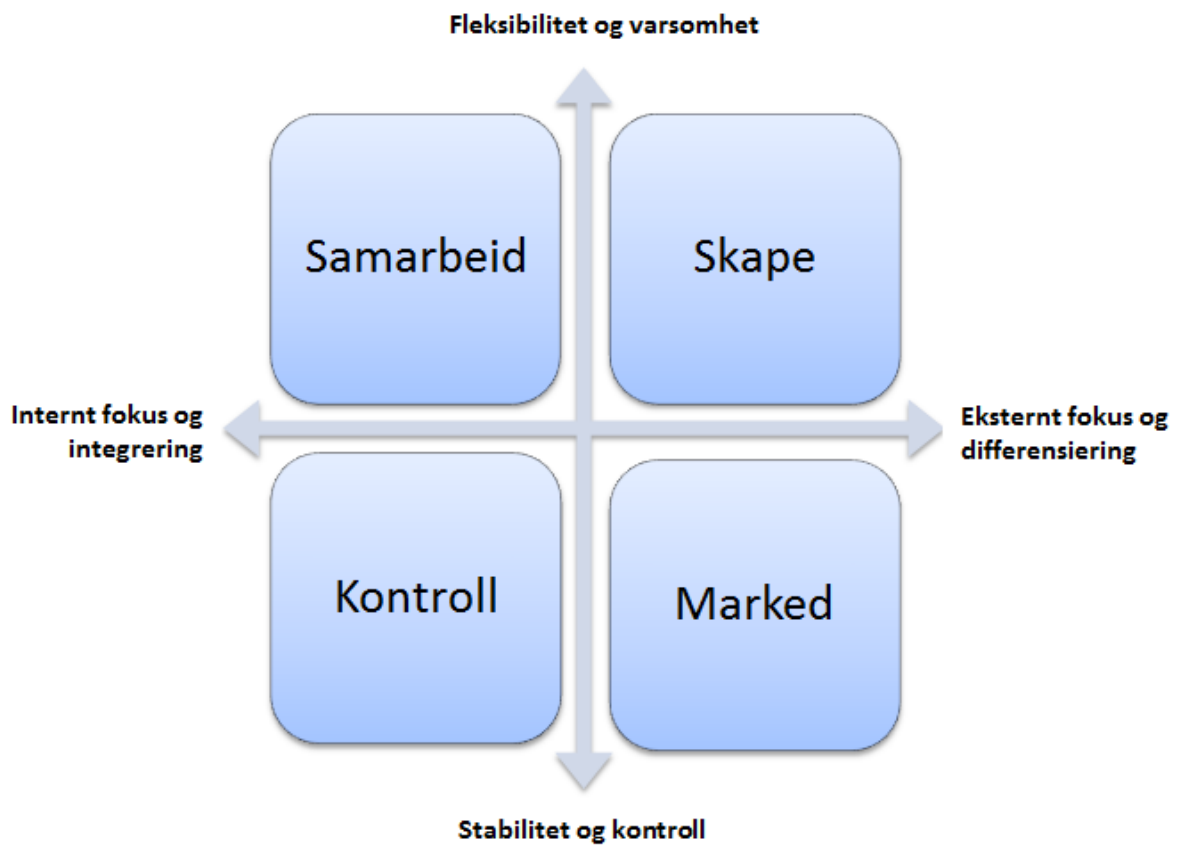 Fleksibilitet og varsomhet
Samarbeid
Skape
Internt fokus og
integrering
Eksternt fokus og
differensiering
Kontroll
Marked
Stabilitet og kontroll